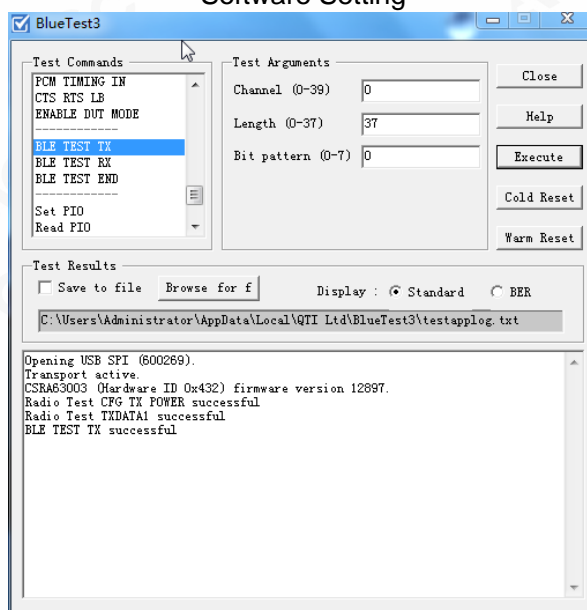 Software Setting
BlueTest3
Test Commands
PCM TIMING IN
CTS RTS LB
ENABLE DUT MODE
------------
BLE TEST TX
BLE TEST RX
BLE TEST END
------------
Set PIO
Read PIO
Test Arguments
Channel (0-39) 0
Length (0-37) 37
Bit pattern (0-7) 0
Close
Help
Execute
Cold Reset
Warm Reset
Test Results
Save to file Browse for f Display : Standard BER
C:\Users\Administrator\AppData\Local\QTI Ltd\BlueTest3\testapplog.txt
Opening USB SPI (600269).
Transport active.
CSRA63003 (Hardware ID 0x432) firmware version 12897.
Radio Test CFG TX POWER successful
Radio Test TXDATA1 successful
BLE TEST TX successful